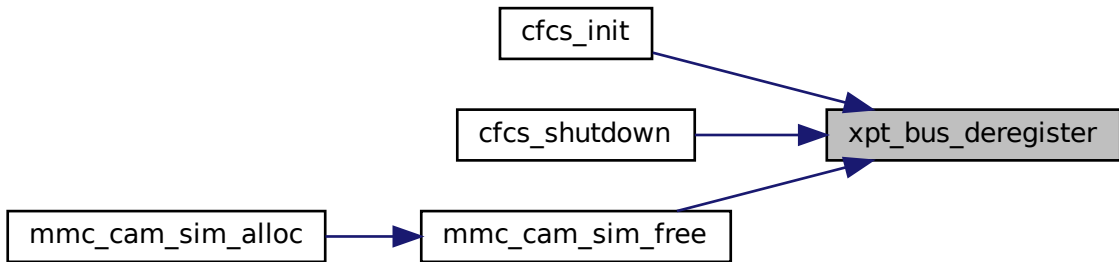 cfcs_init
cfcs_shutdown
xpt_bus_deregister
mmc_cam_sim_alloc
mmc_cam_sim_free